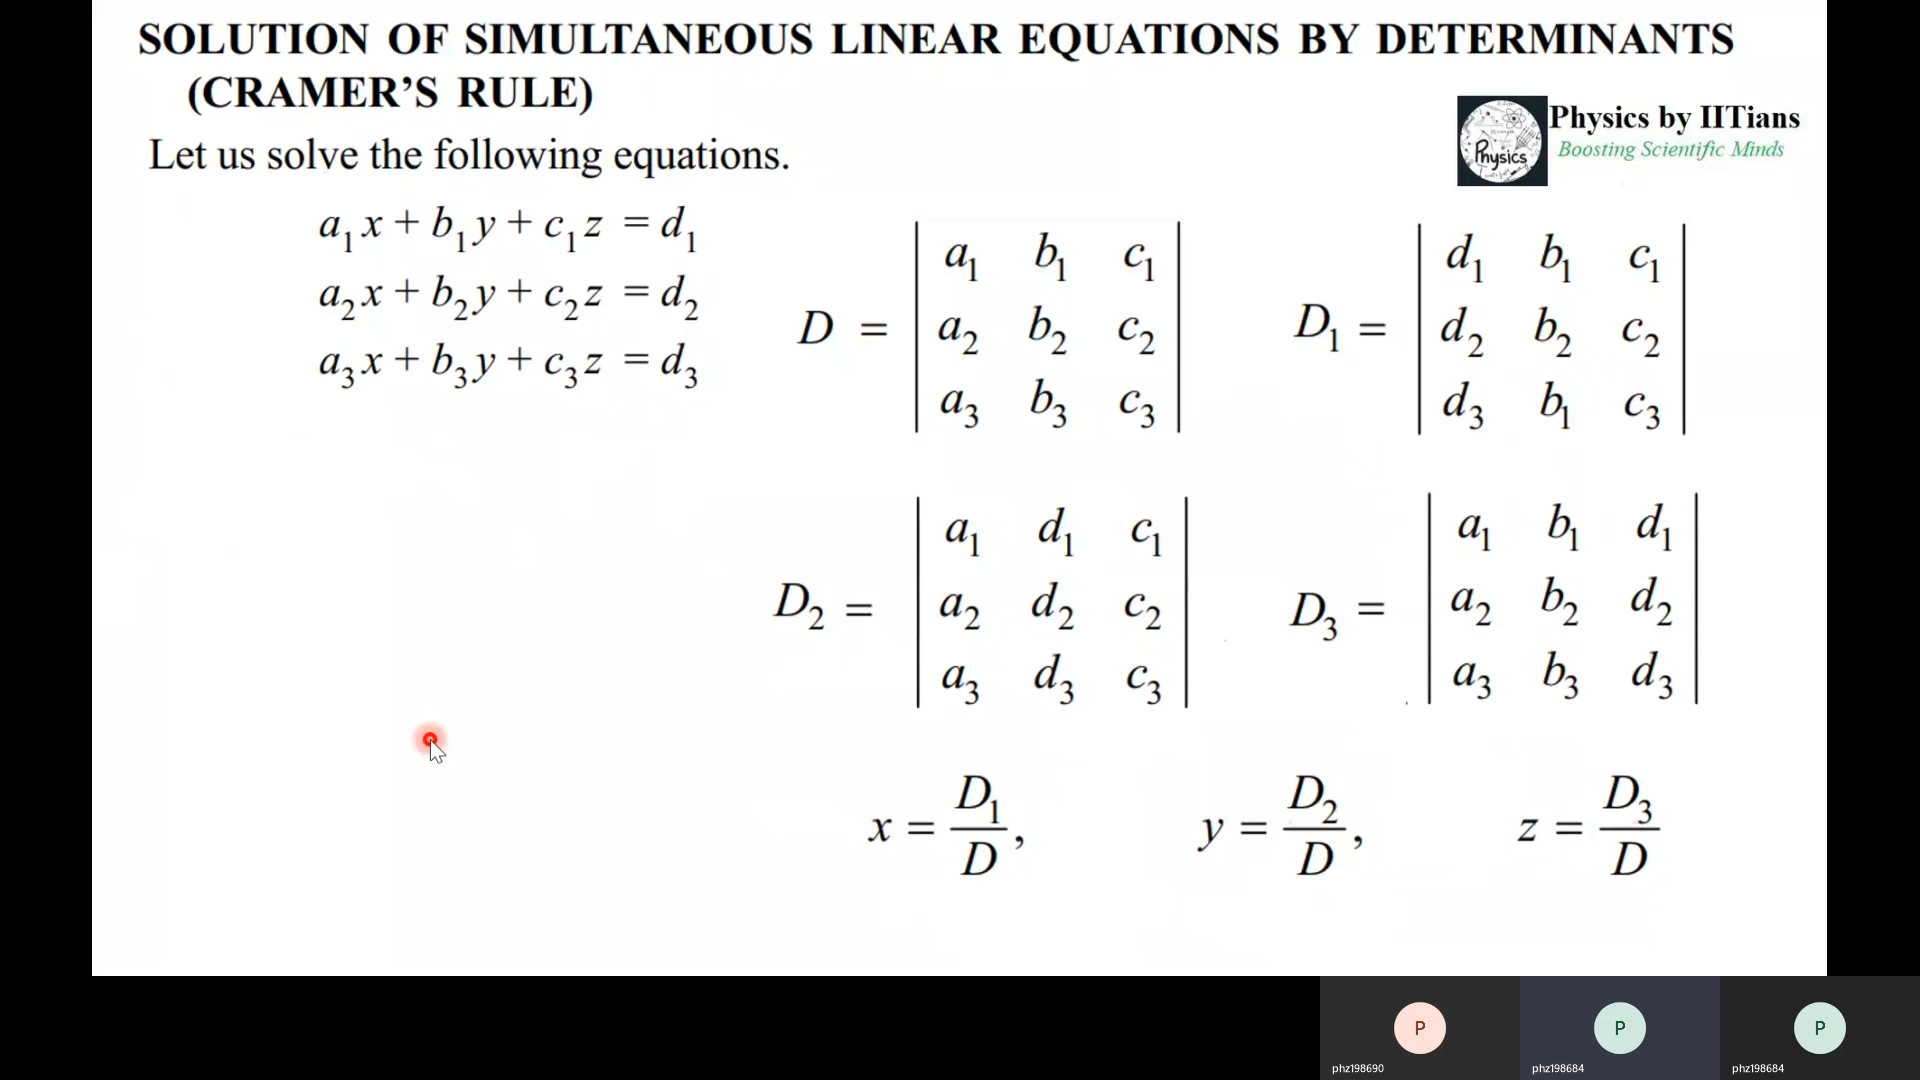 SOLUTION OF SIMULTANEOUS LINEAR EQUATIONS BY DETERMINANTS
(CRAMER'S RULE)
Physics by IITians
Boosting Scientific Minds
Physics
Let us solve the following equations.
a₁x + b₁y + c₁z = d₁
a₂x + b₂y + c₂z = d₂
a₃x + b₃y + c₃z = d₃
D = | a₁ b₁ c₁ |
| a₂ b₂ c₂ |
| a₃ b₃ c₃ |
D₁ = | d₁ b₁ c₁ |
| d₂ b₂ c₂ |
| d₃ b₁ c₃ |
D₂ = | a₁ d₁ c₁ |
| a₂ d₂ c₂ |
| a₃ d₃ c₃ |
D₃ = | a₁ b₁ d₁ |
| a₂ b₂ d₂ |
| a₃ b₃ d₃ |
x = D₁/D, y = D₂/D, z = D₃/D
P P P
phz198690 phz198684 phz198684